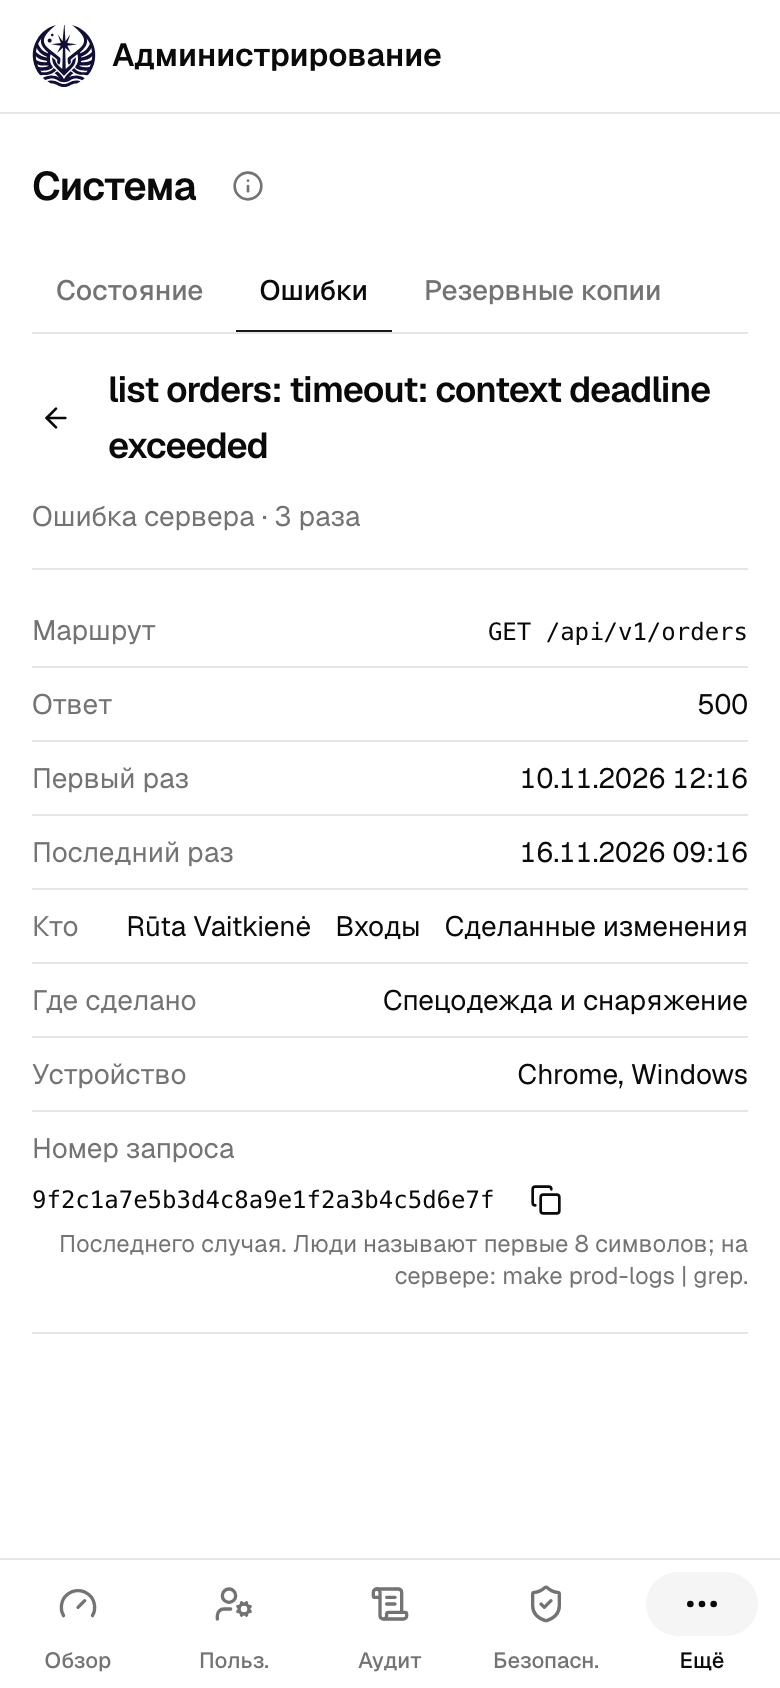 Администрирование
Система
Состояние Ошибки Резервные копии
list orders: timeout: context deadline
exceeded
Ошибка сервера · 3 раза
Маршрут GET /api/v1/orders
Ответ 500
Первый раз 10.11.2026 12:16
Последний раз 16.11.2026 09:16
Кто Rūta Vaitkienė Входы Сделанные изменения
Где сделано Спецодежда и снаряжение
Устройство Chrome, Windows
Номер запроса
9f2c1a7e5b3d4c8a9e1f2a3b4c5d6e7f
Последнего случая. Люди называют первые 8 символов; на
сервере: make prod-logs | grep.
Обзор Польз. Аудит Безопасн. Ещё